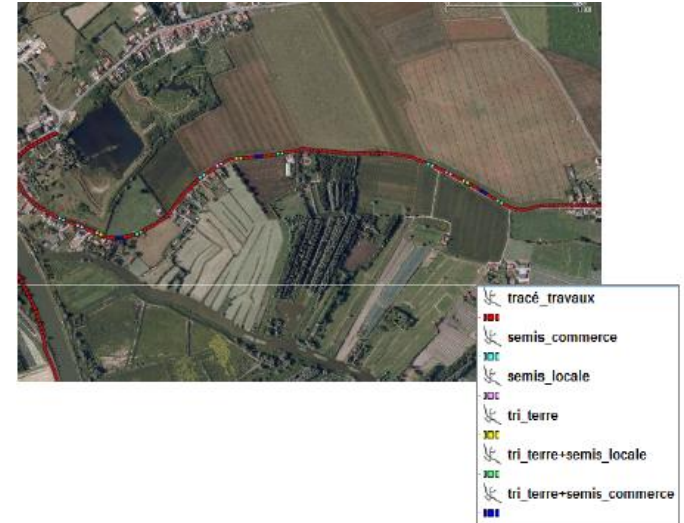 tracé_travaux
semis_commerce
semis_locale
tri_terre
tri_terre+semis_locale
tri_terre+semis_commerce